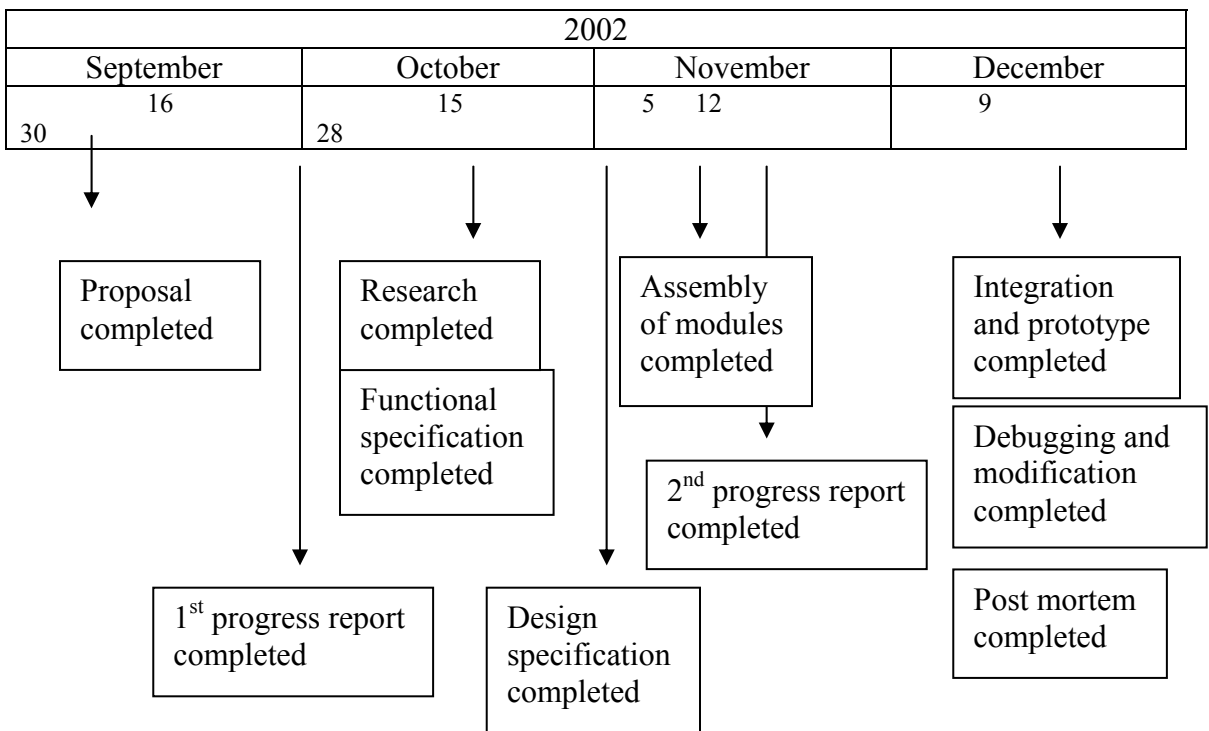 2002
September October November December
16 15 5 12 9
30 28
Proposal
completed
Research
completed
Functional
specification
completed
Assembly
of modules
completed
Integration
and prototype
completed
Debugging and
modification
completed
2nd progress report
completed
1st progress report
completed
Design
specification
completed
Post mortem
completed